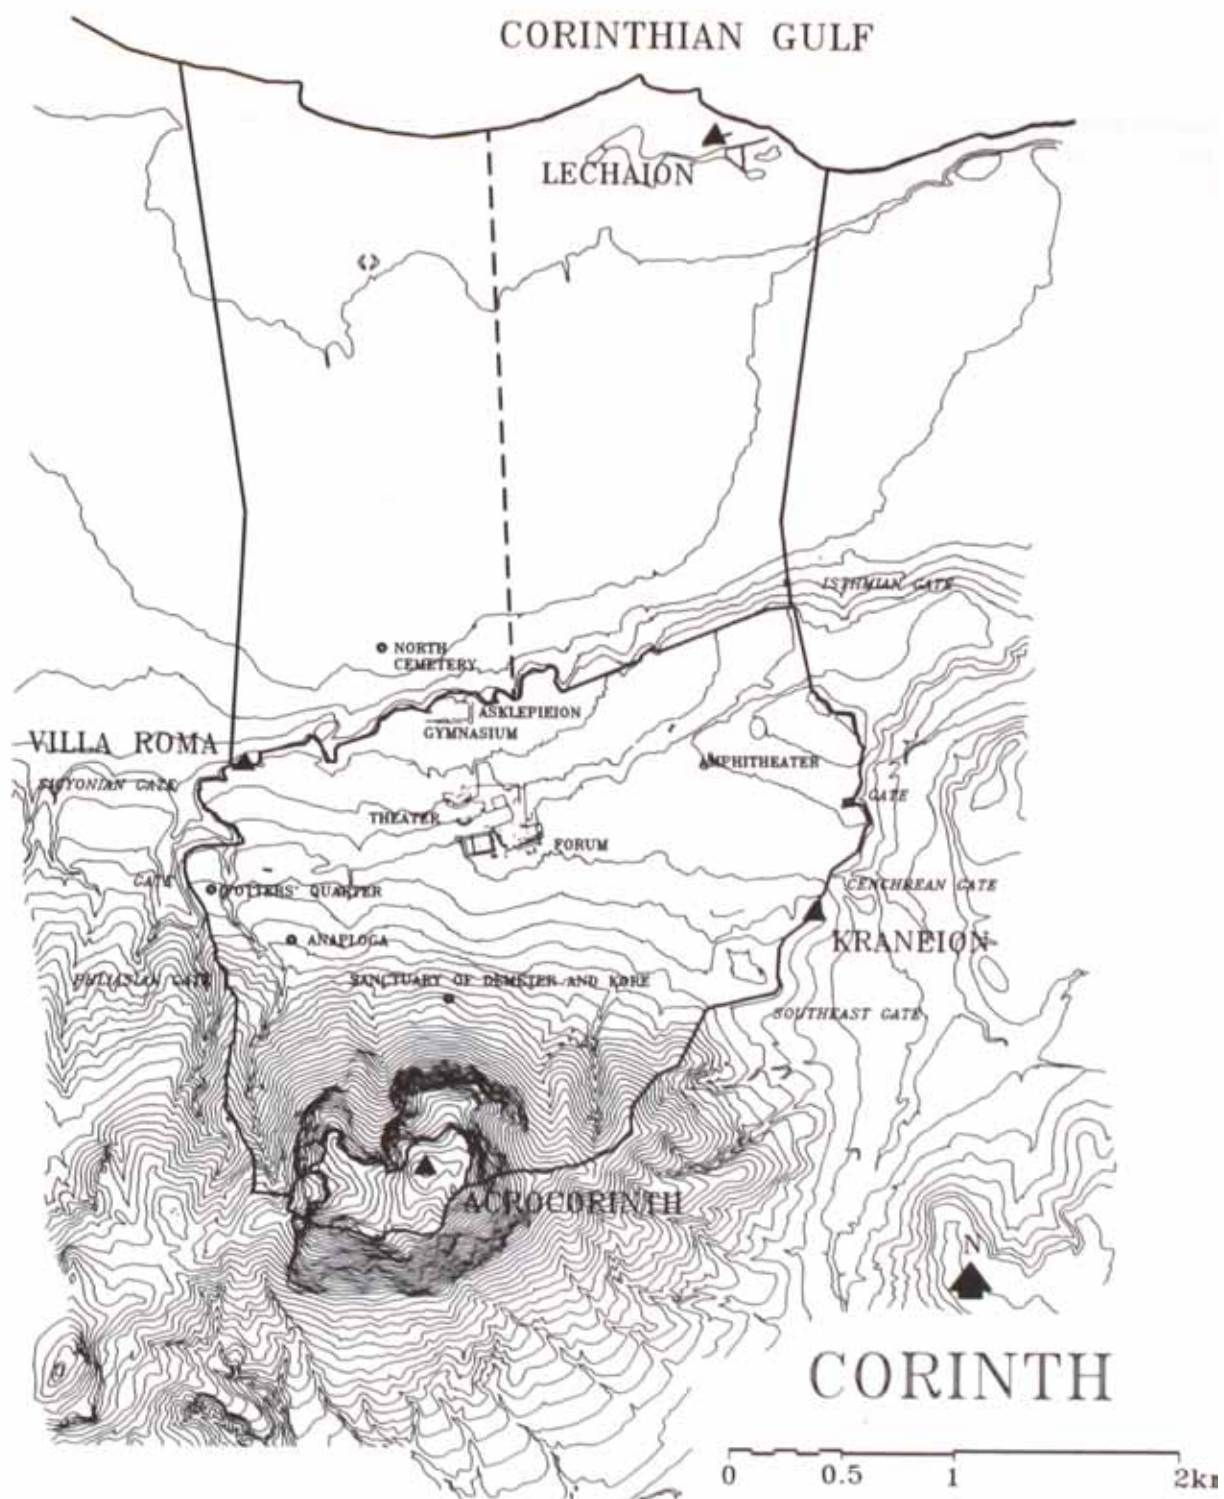 CORINTHIAN GULF
LECHAION
ISTHMIAN GATE
NORTH
CEMETERY
ASKLEPIEION
GYMNASIUM
VILLA ROMA
AMPHITHEATER
SICYONIAN GATE
GATE
THEATER
FORUM
GATE
POTTERS' QUARTER
CENCHREAN GATE
ANAPLOGA
KRANEION
PHLIASIAN GATE
SANCTUARY OF DEMETER AND KORE
SOUTHEAST GATE
ACROCORINTH
N
CORINTH
0 0.5 1 2km